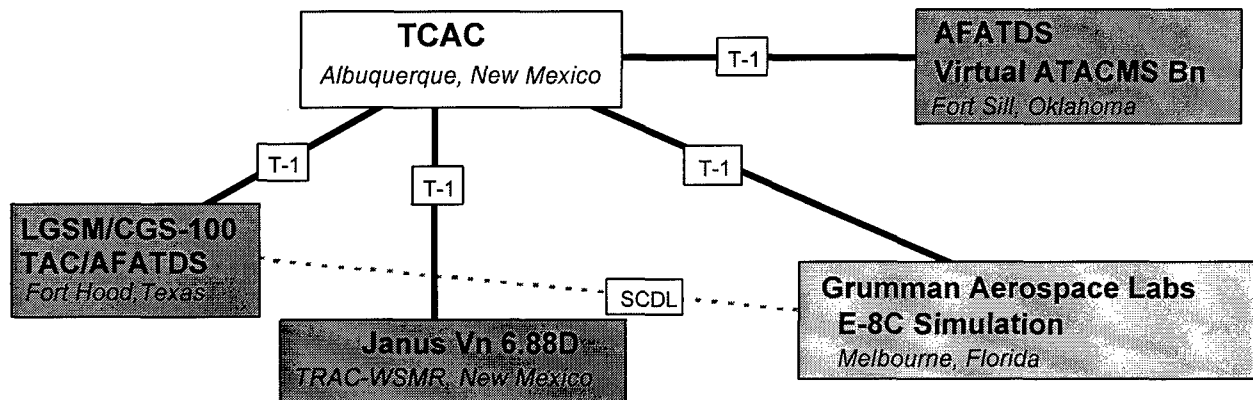 TCAC
Albuquerque, New Mexico
T-1
AFATDS
Virtual ATACMS Bn
Fort Sill, Oklahoma
T-1
T-1
T-1
LGSM/CGS-100
TAC/AFATDS
Fort Hood, Texas
SCDL
Grumman Aerospace Labs
E-8C Simulation
Melbourne, Florida
Janus Vn 6.88D
TRAC-WSMR, New Mexico